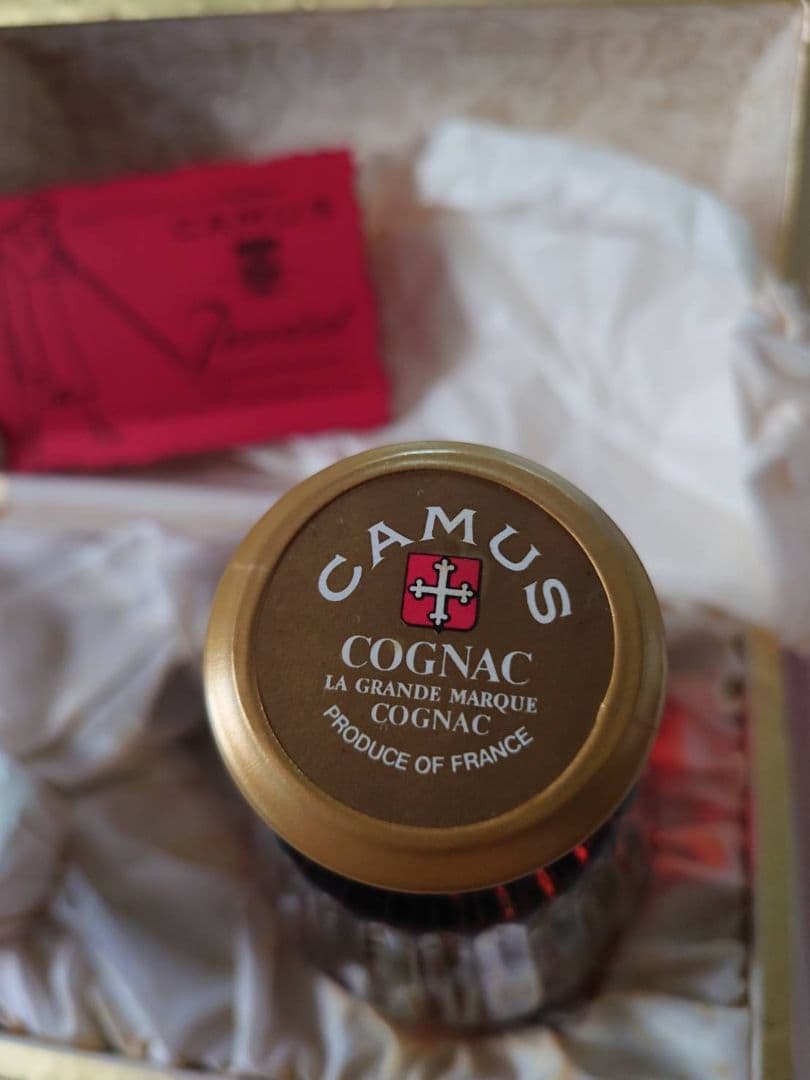 CAMUS
CAMUS
COGNAC
LA GRANDE MARQUE
COGNAC
PRODUCE OF FRANCE